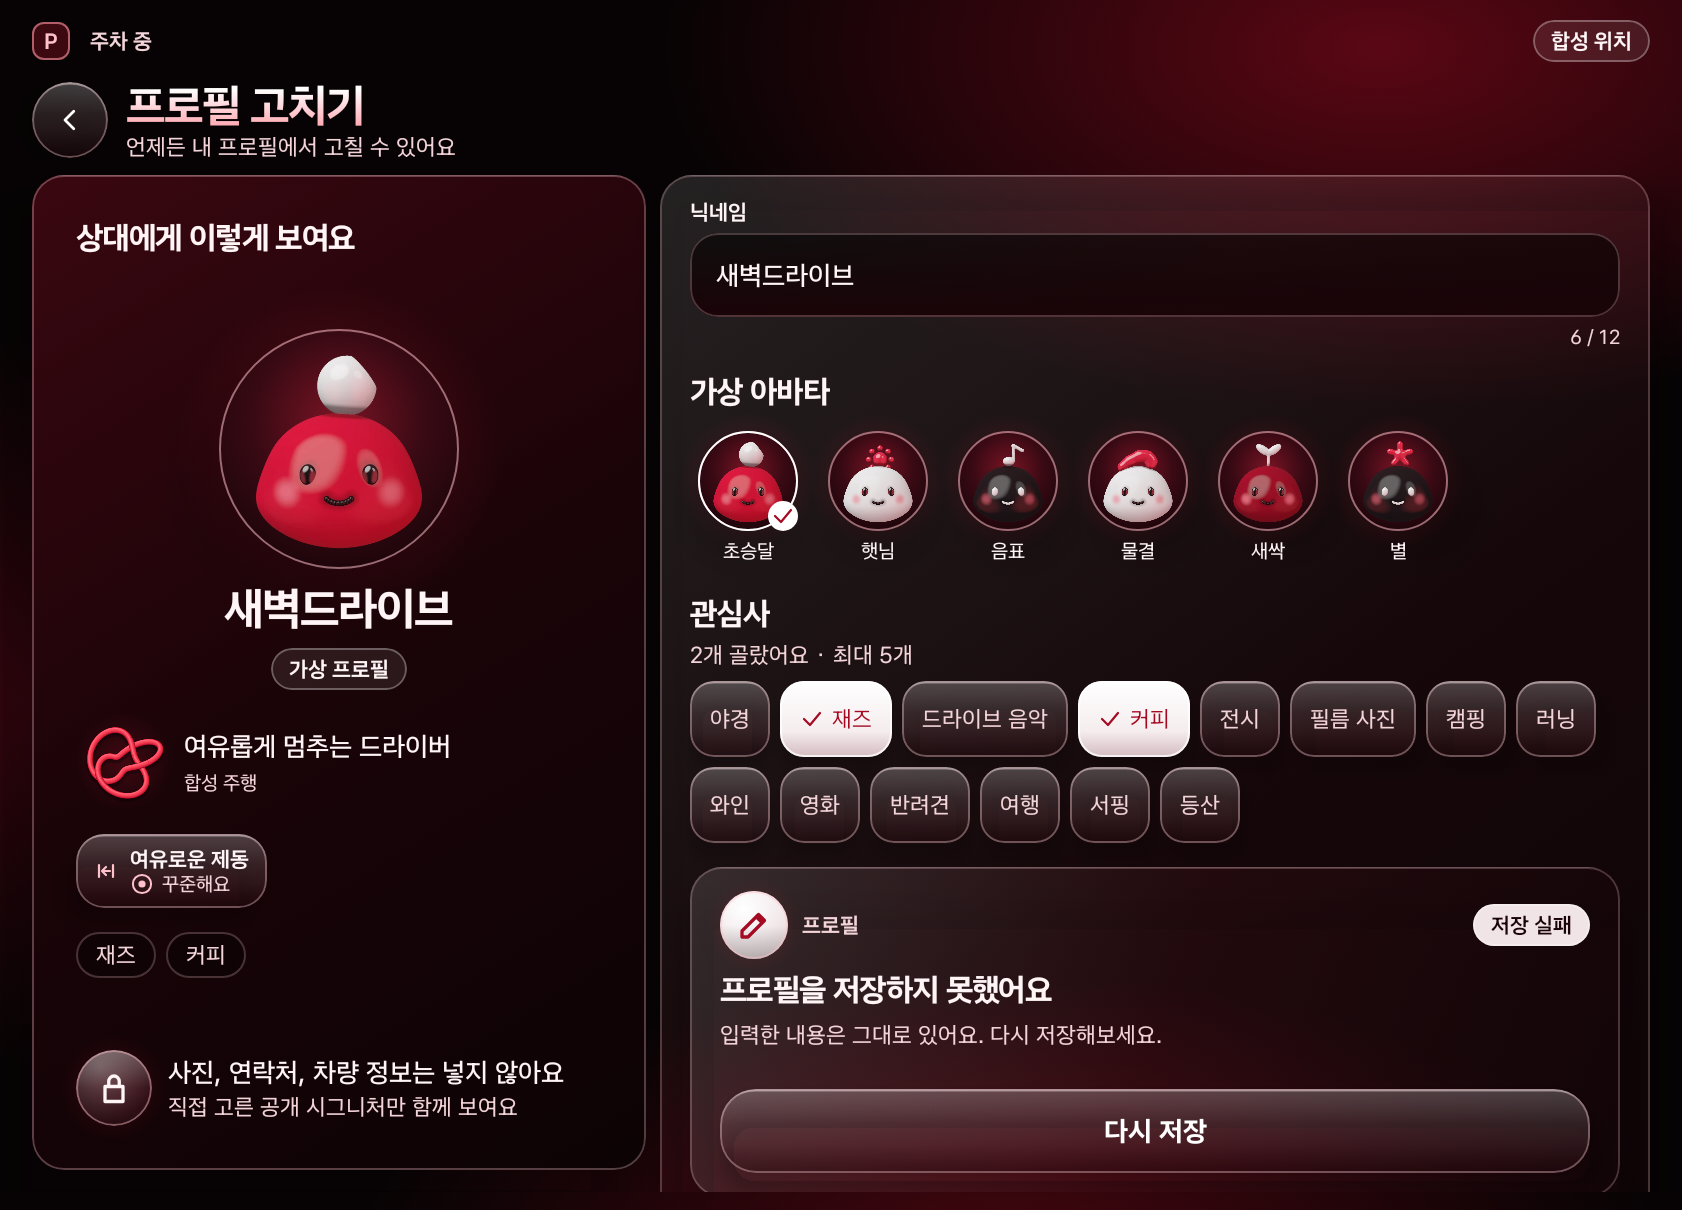 P 주차 중
합성 위치
프로필 고치기
언제든 내 프로필에서 고칠 수 있어요
상대에게 이렇게 보여요
새벽드라이브
가상 프로필
여유롭게 멈추는 드라이버
합성 주행
여유로운 제동
꾸준해요
재즈 커피
사진, 연락처, 차량 정보는 넣지 않아요
직접 고른 공개 시그니처만 함께 보여요
닉네임
새벽드라이브
6 / 12
가상 아바타
초승달 햇님 음표 물결 새싹 별
관심사
2개 골랐어요 · 최대 5개
야경 재즈 드라이브 음악 커피 전시 필름 사진 캠핑 러닝
와인 영화 반려견 여행 서핑 등산
프로필
저장 실패
프로필을 저장하지 못했어요
입력한 내용은 그대로 있어요. 다시 저장해보세요.
다시 저장